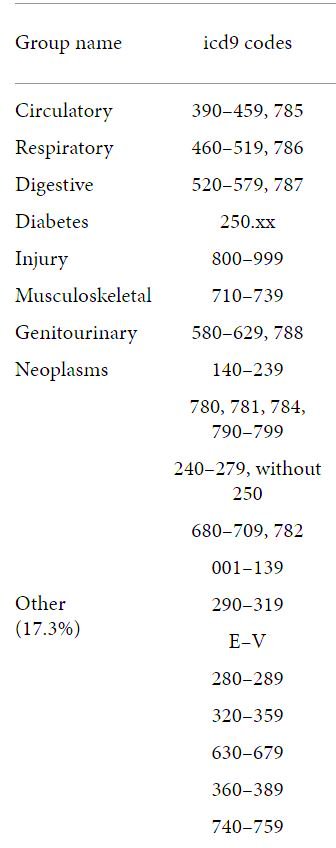 Group name icd9 codes
Circulatory 390–459, 785
Respiratory 460–519, 786
Digestive 520–579, 787
Diabetes 250.xx
Injury 800–999
Musculoskeletal 710–739
Genitourinary 580–629, 788
Neoplasms 140–239
780, 781, 784,
790–799
240–279, without
250
680–709, 782
001–139
Other 290–319
(17.3%)
E–V
280–289
320–359
630–679
360–389
740–759